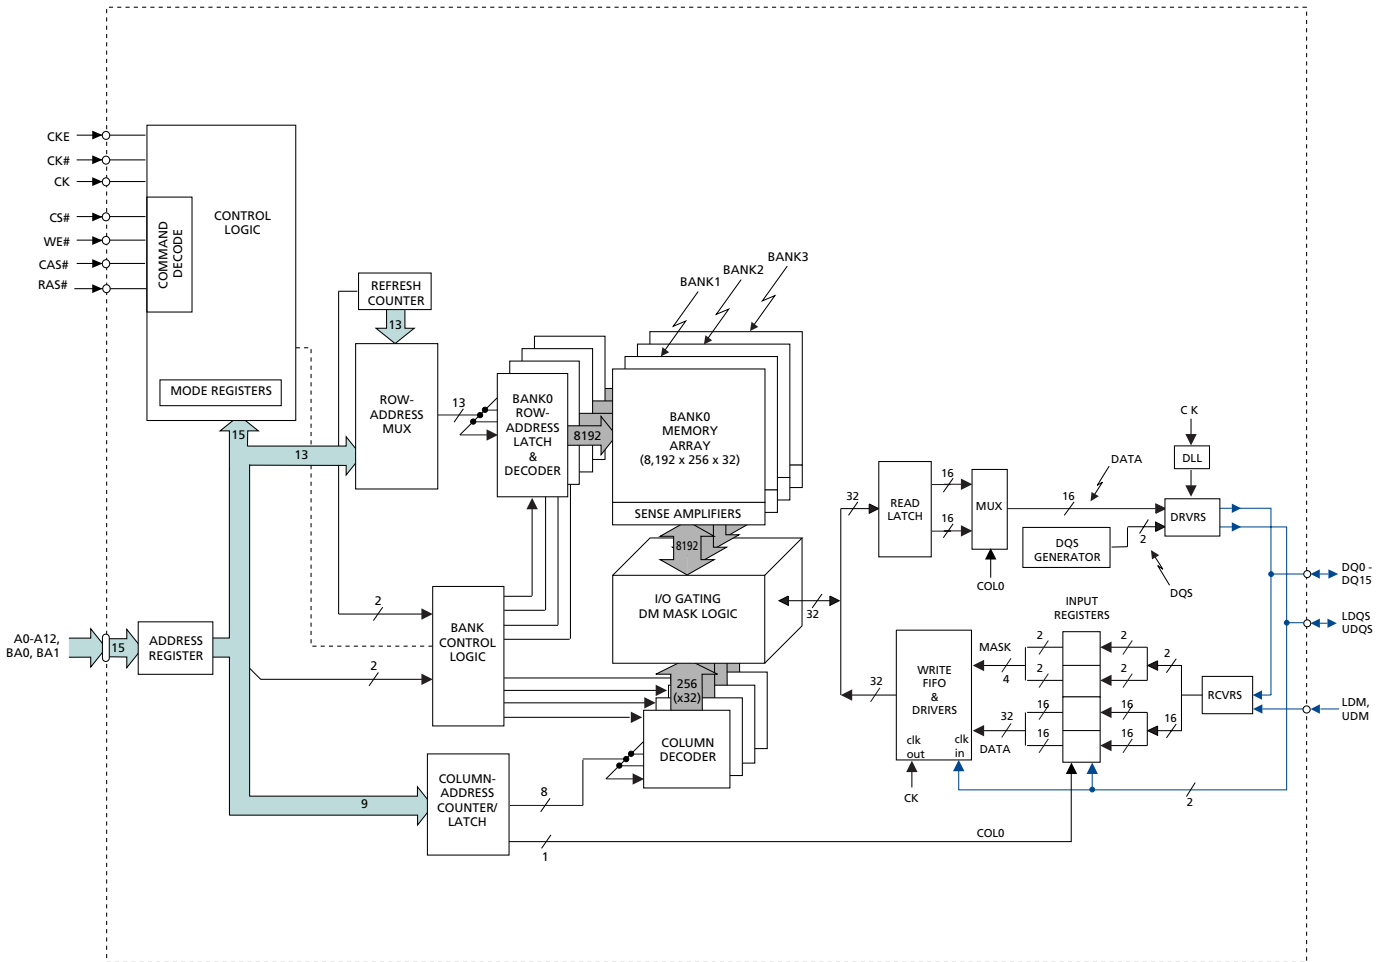 CKE
CK#
CK
CS#
WE#
CAS#
RAS#
COMMAND
DECODE
CONTROL
LOGIC
MODE REGISTERS
15
13
REFRESH
COUNTER
13
ROW-
ADDRESS
MUX
13
BANK0
ROW-
ADDRESS
LATCH
&
DECODER
8192
BANK1
BANK2
BANK3
BANK0
MEMORY
ARRAY
(8,192 x 256 x 32)
SENSE AMPLIFIERS
8192
I/O GATING
DM MASK LOGIC
32
A0-A12,
BA0, BA1
15
ADDRESS
REGISTER
2
2
BANK
CONTROL
LOGIC
256
(x32)
COLUMN
DECODER
9
COLUMN-
ADDRESS
COUNTER/
LATCH
8
1
COL0
32
READ
LATCH
16
16
MUX
COL0
16
DATA
C K
DLL
DRVRS
DQS
GENERATOR
2
DQS
DQ0 -
DQ15
LDQS
UDQS
LDM,
UDM
INPUT
REGISTERS
32
WRITE
FIFO
&
DRIVERS
clk
out
clk
in
CK
MASK
4
32
DATA
2
2
16
16
2
2
16
16
2
16
RCVRS
2